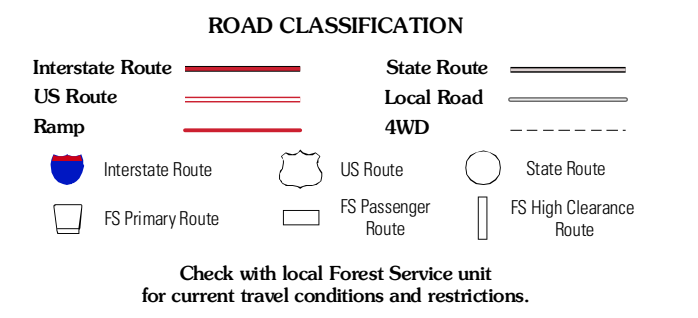 ROAD CLASSIFICATION
Interstate Route
State Route
US Route
Local Road
Ramp
4WD
Interstate Route
US Route
State Route
FS Primary Route
FS Passenger
Route
FS High Clearance
Route
Check with local Forest Service unit
for current travel conditions and restrictions.